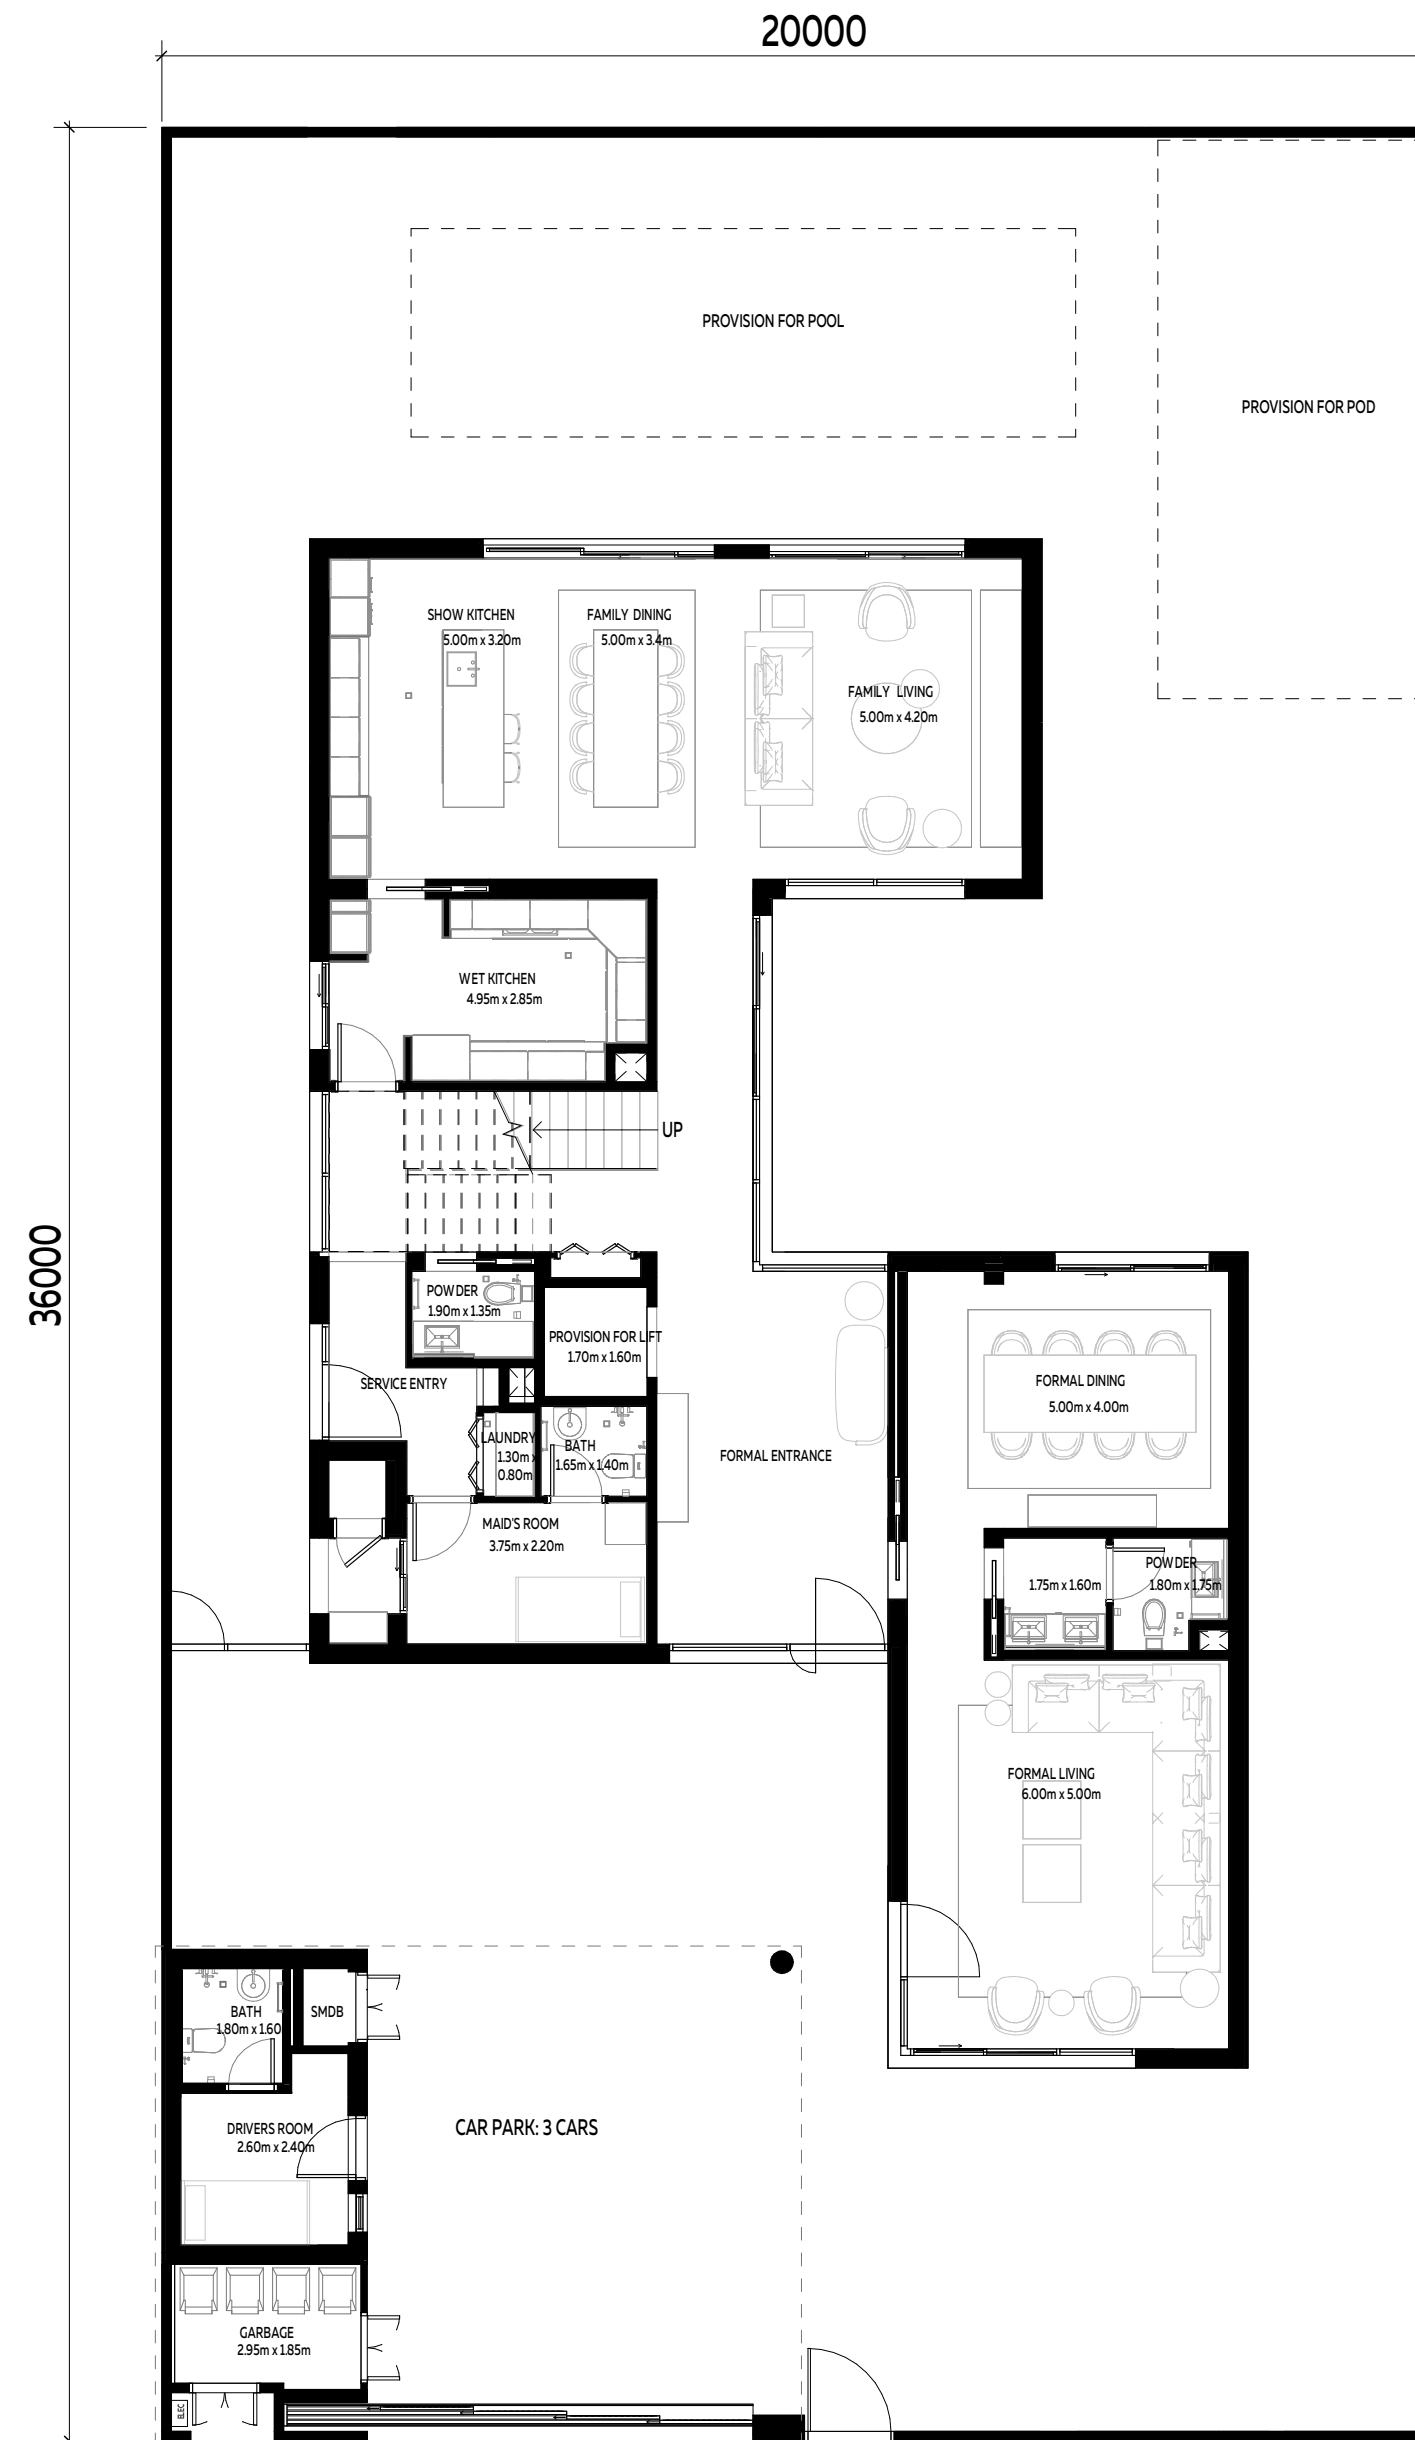 20000
36000
PROVISION FOR POOL
PROVISION FOR POD
SHOW KITCHEN
5.00m x 3.20m
FAMILY DINING
5.00m x 3.4m
FAMILY LIVING
5.00m x 4.20m
WET KITCHEN
4.95m x 2.85m
UP
POWDER
1.90m x 1.35m
PROVISION FOR LIFT
1.70m x 1.60m
SERVICE ENTRY
LAUNDRY
1.30m x
0.80m
BATH
1.65m x 1.40m
FORMAL ENTRANCE
FORMAL DINING
5.00m x 4.00m
MAID'S ROOM
3.75m x 2.20m
1.75m x 1.60m
POWDER
1.80m x 1.75m
FORMAL LIVING
6.00m x 5.00m
BATH
1.80m x 1.60
SMDB
DRIVERS ROOM
2.60m x 2.40m
CAR PARK: 3 CARS
GARBAGE
2.95m x 1.85m
ELEC